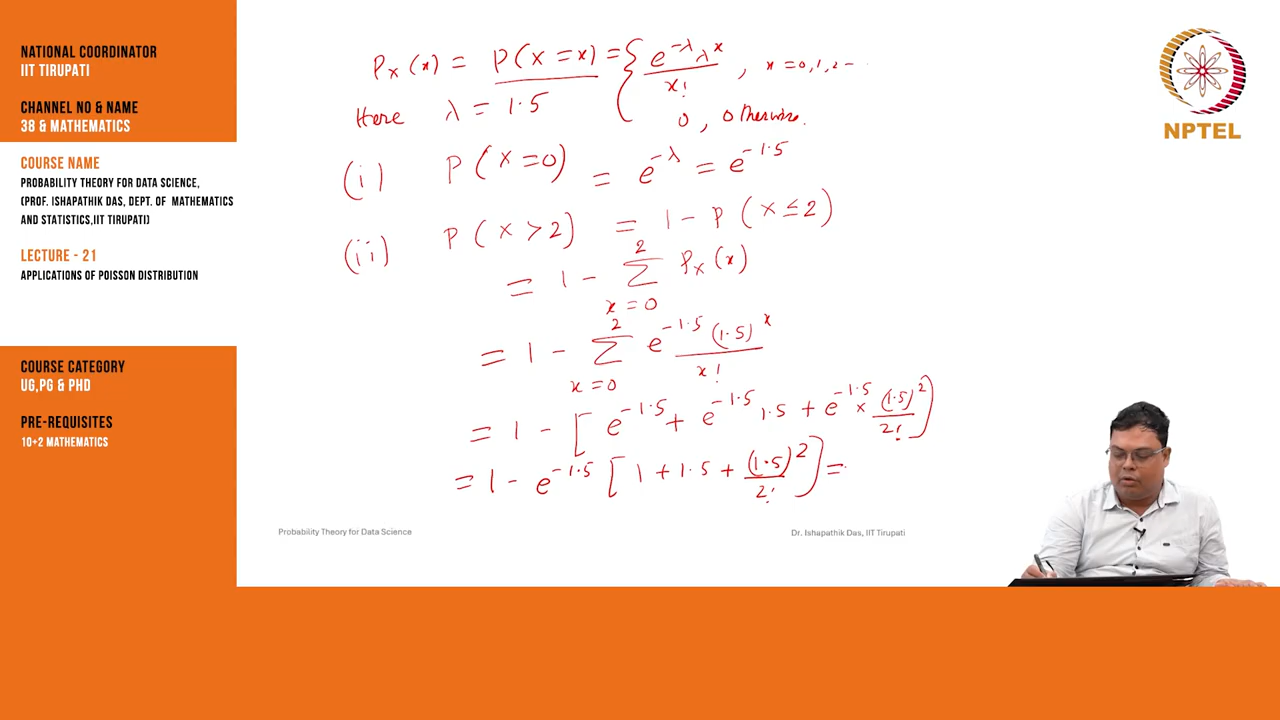 NATIONAL COORDINATOR
IIT TIRUPATI
CHANNEL NO & NAME
38 & MATHEMATICS
COURSE NAME
PROBABILITY THEORY FOR DATA SCIENCE,
(PROF. ISHAPATHIK DAS, DEPT. OF MATHEMATICS
AND STATISTICS,IIT TIRUPATI)
LECTURE - 21
APPLICATIONS OF POISSON DISTRIBUTION
COURSE CATEGORY
UG,PG & PHD
PRE-REQUISITES
10+2 MATHEMATICS
NPTEL
P_X(x) = P(X = x) = { e^{-λ} λ^x / x! , x = 0, 1, 2 - -
0, otherwise.
Here λ = 1.5
(i) P(X = 0) = e^{-λ} = e^{-1.5}
(ii) P(X > 2) = 1 - P(X ≤ 2)
= 1 - Σ_{x=0}^{2} P_X(x)
= 1 - Σ_{x=0}^{2} e^{-1.5} (1.5)^x / x!
= 1 - [ e^{-1.5} + e^{-1.5} 1.5 + e^{-1.5} × (1.5)^2 / 2! ]
= 1 - e^{-1.5} [ 1 + 1.5 + (1.5)^2 / 2! ] =
Probability Theory for Data Science
Dr. Ishapathik Das, IIT Tirupati